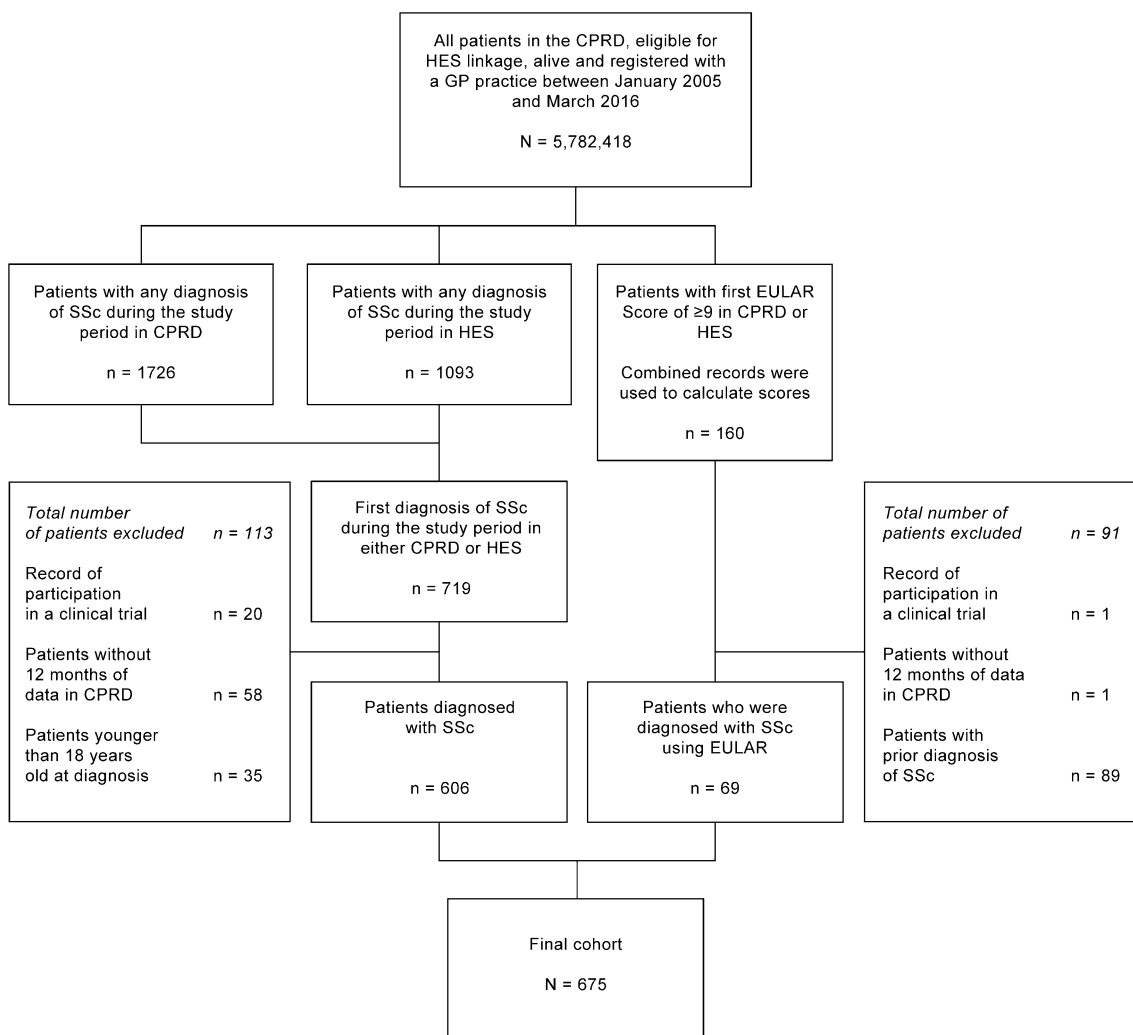 All patients in the CPRD, eligible for
HES linkage, alive and registered with
a GP practice between January 2005
and March 2016
N = 5,782,418
Patients with any diagnosis
of SSc during the study
period in CPRD
n = 1726
Patients with any diagnosis
of SSc during the study
period in HES
n = 1093
Patients with first EULAR
Score of ≥9 in CPRD or
HES
Combined records were
used to calculate scores
n = 160
Total number
of patients excluded n = 113
Record of
participation
in a clinical trial n = 20
Patients without
12 months of
data in CPRD n = 58
Patients younger
than 18 years
old at diagnosis n = 35
First diagnosis of SSc
during the study period in
either CPRD or HES
n = 719
Total number of
patients excluded n = 91
Record of
participation in
a clinical trial n = 1
Patients without
12 months of data
in CPRD n = 1
Patients with
prior diagnosis
of SSc n = 89
Patients diagnosed
with SSc
n = 606
Patients who were
diagnosed with SSc
using EULAR
n = 69
Final cohort
N = 675